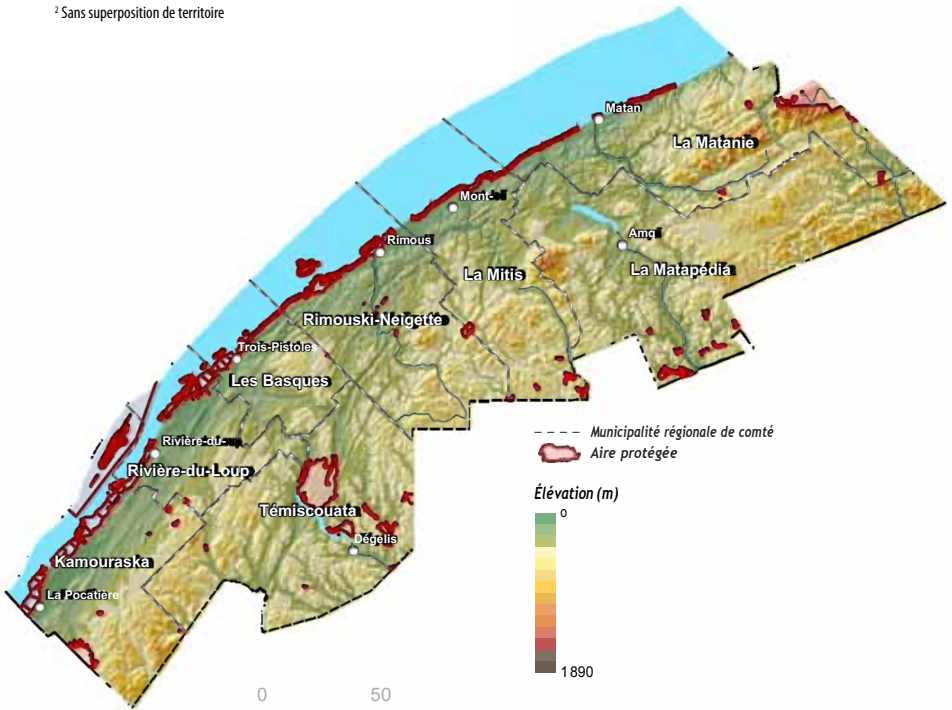 ² Sans superposition de territoire
Matan
La Matanie
Mont-
Rimous
Amq
La Mitis
La Matapédia
Rimouski-Neigette
Trois-Pistoles
Les Basques
Rivière-du-
Rivière-du-Loup
Témiscouata
Dégelis
Kamouraska
La Pocatière
Municipalité régionale de comté
Aire protégée
Élévation (m)
0
1 890
0 50